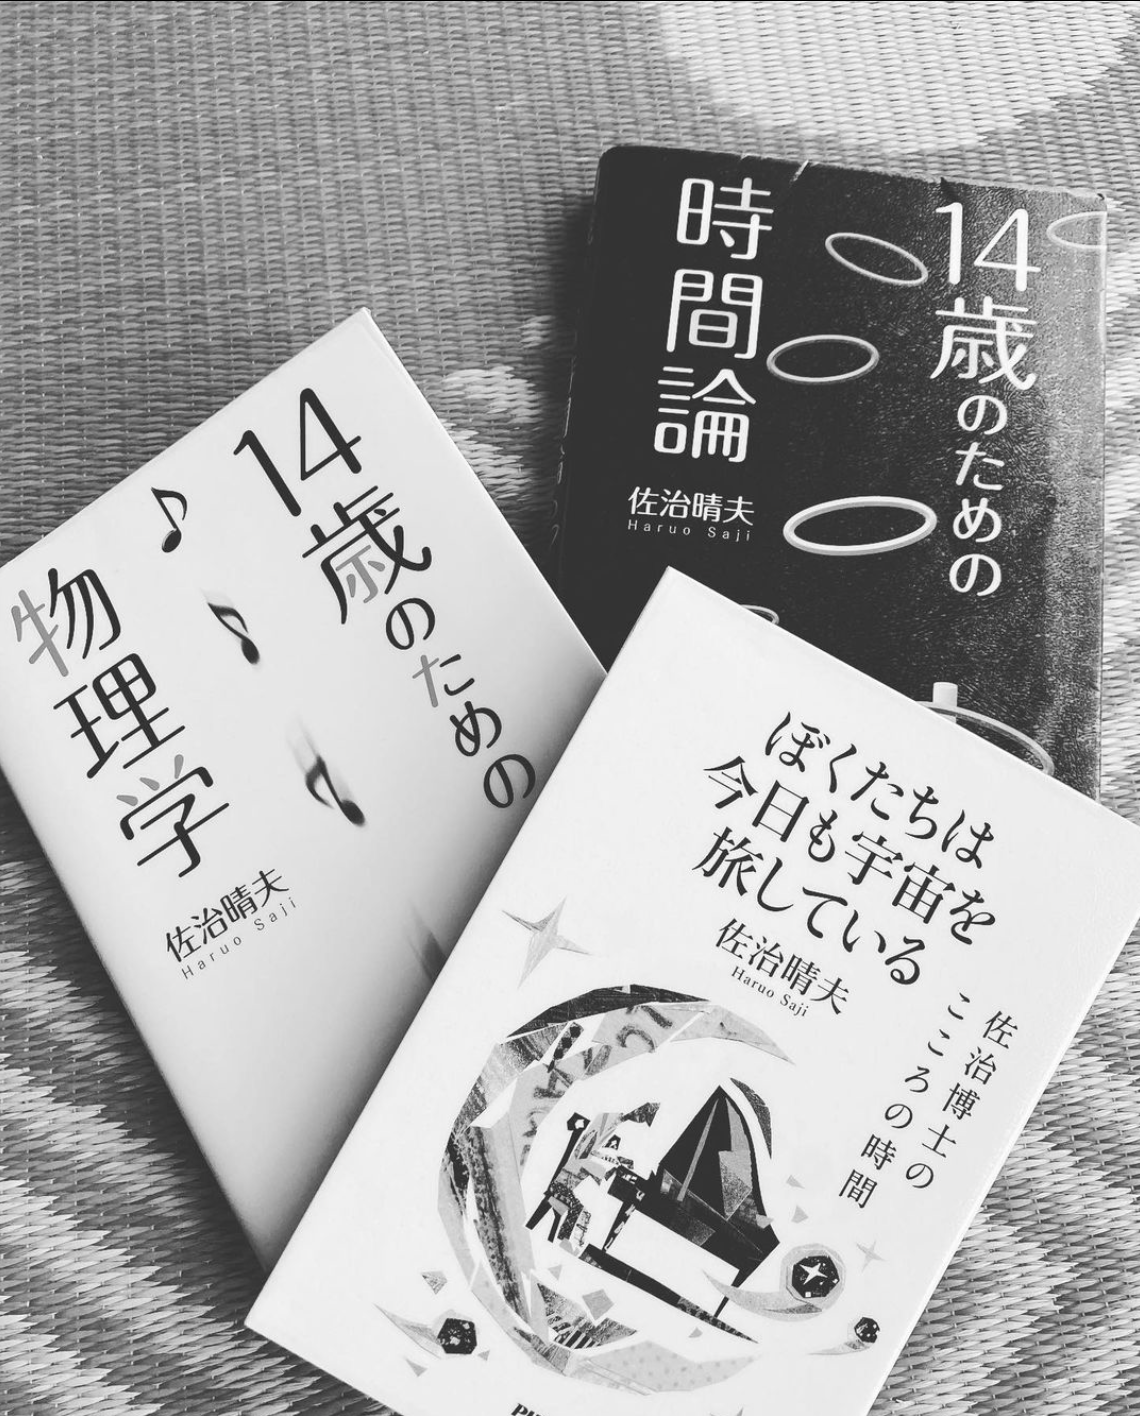 14歳のための
時間論
佐治晴夫
Haruo Saji
14歳のための
物理学
佐治晴夫
Haruo Saji
ぼくたちは
今日も宇宙を
旅している
佐治晴夫
Haruo Saji
佐治博士の
こころの時間